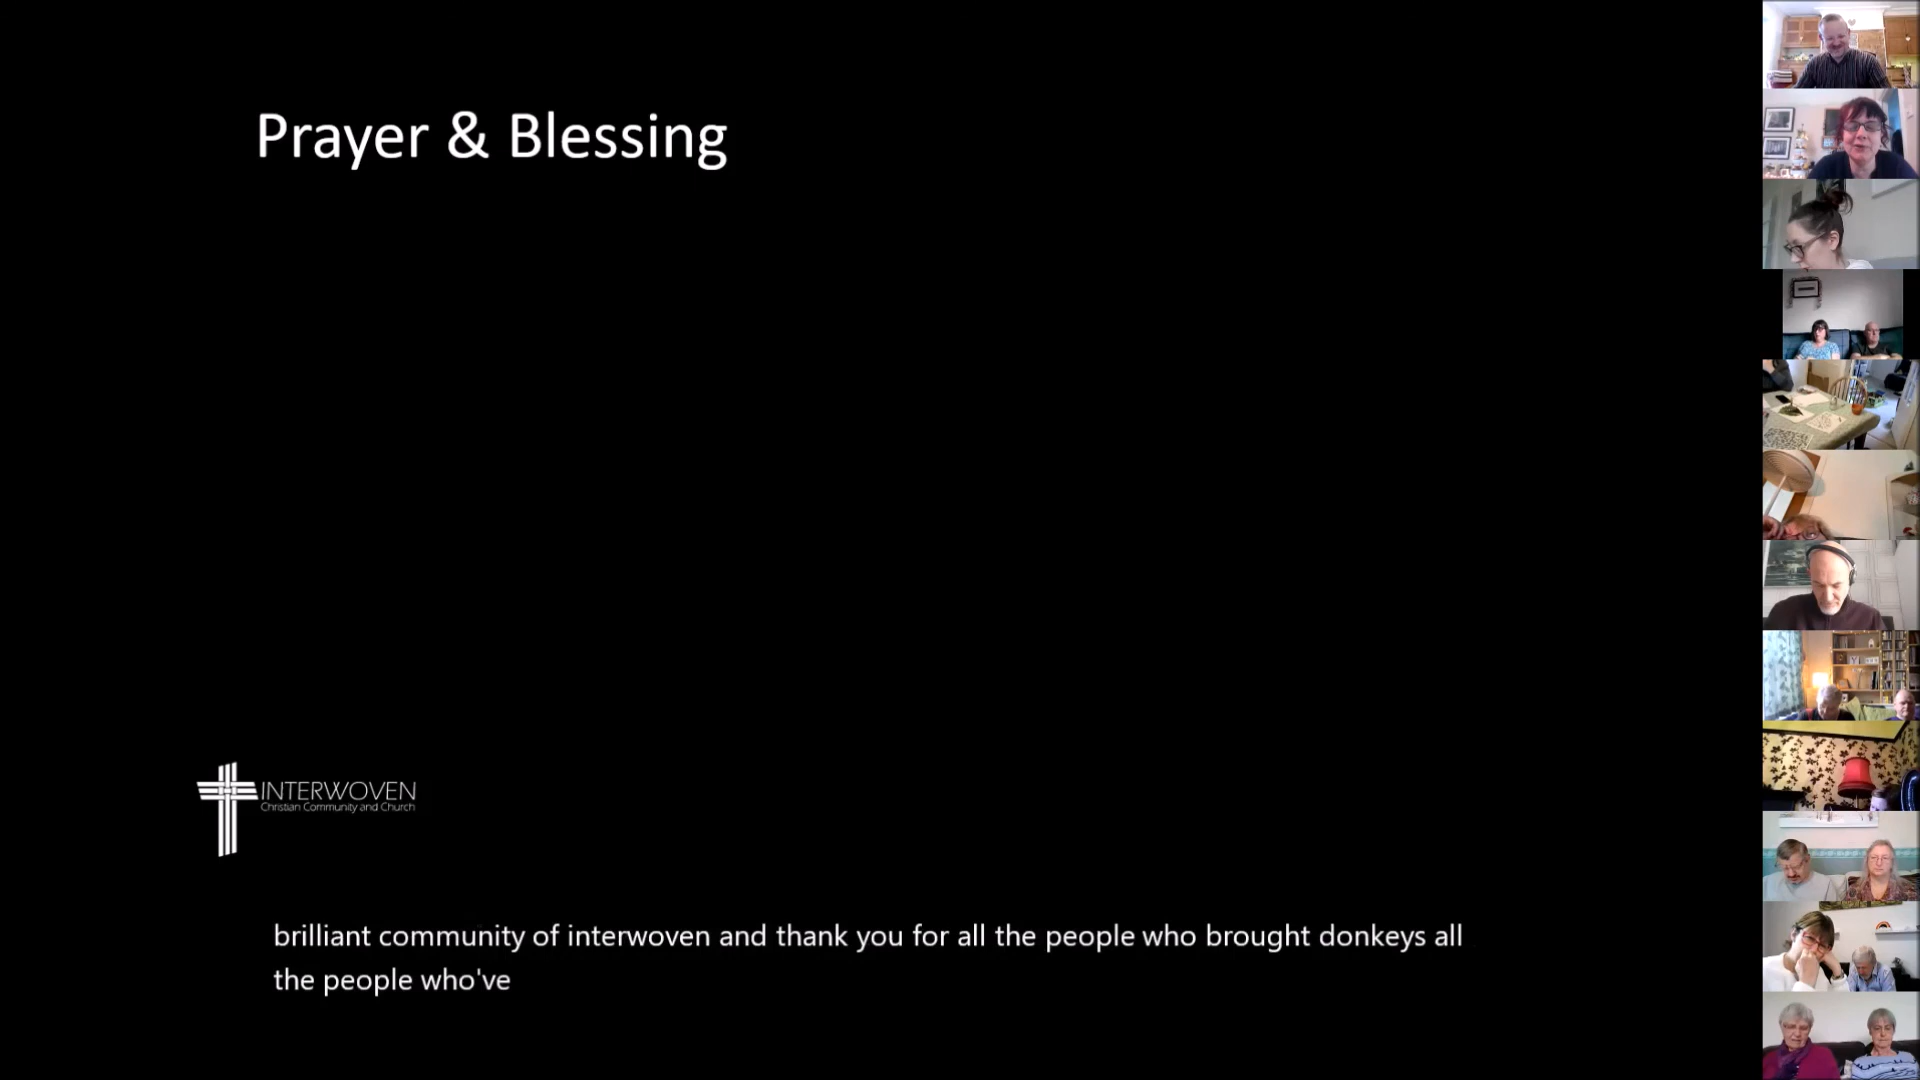 Prayer & Blessing
INTERWOVEN
Christian Community and Church
brilliant community of interwoven and thank you for all the people who brought donkeys all
the people who've